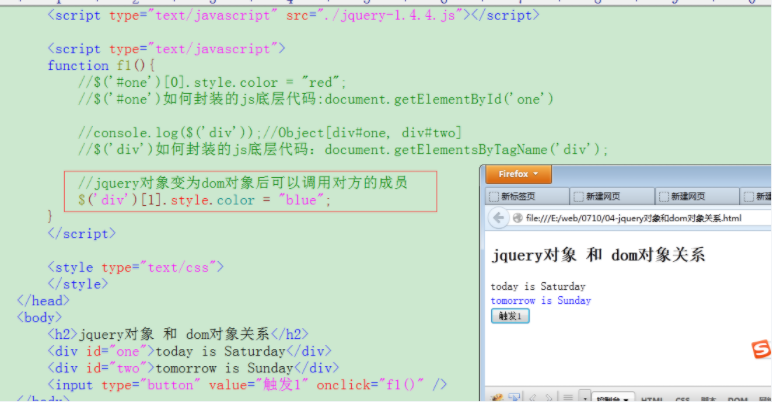 <script type="text/javascript" src="./jquery-1.4.4.js"></script>
<script type="text/javascript">
function f1(){
//$('#one')[0].style.color = "red";
//$('#one')如何封装的js底层代码:document.getElementById('one')
//console.log($('div'));//Object[div#one, div#two]
//$('div')如何封装的js底层代码: document.getElementsByTagName('div');
//jquery对象变为dom对象后可以调用对方的成员
$('div')[1].style.color = "blue";
}
</script>
<style type="text/css">
</style>
</head>
<body>
<h2>jquery对象 和 dom对象关系</h2>
<div id="one">today is Saturday</div>
<div id="two">tomorrow is Sunday</div>
<input type="button" value="触发1" onclick="f1()" />
Firefox
新标签页 新建网页 新建网页
file:///E:/web/0710/04-jquery对象和dom对象关系.html
jquery对象 和 dom对象关系
today is Saturday
tomorrow is Sunday
触发1
控制台 HTML CSS 脚本 DOM